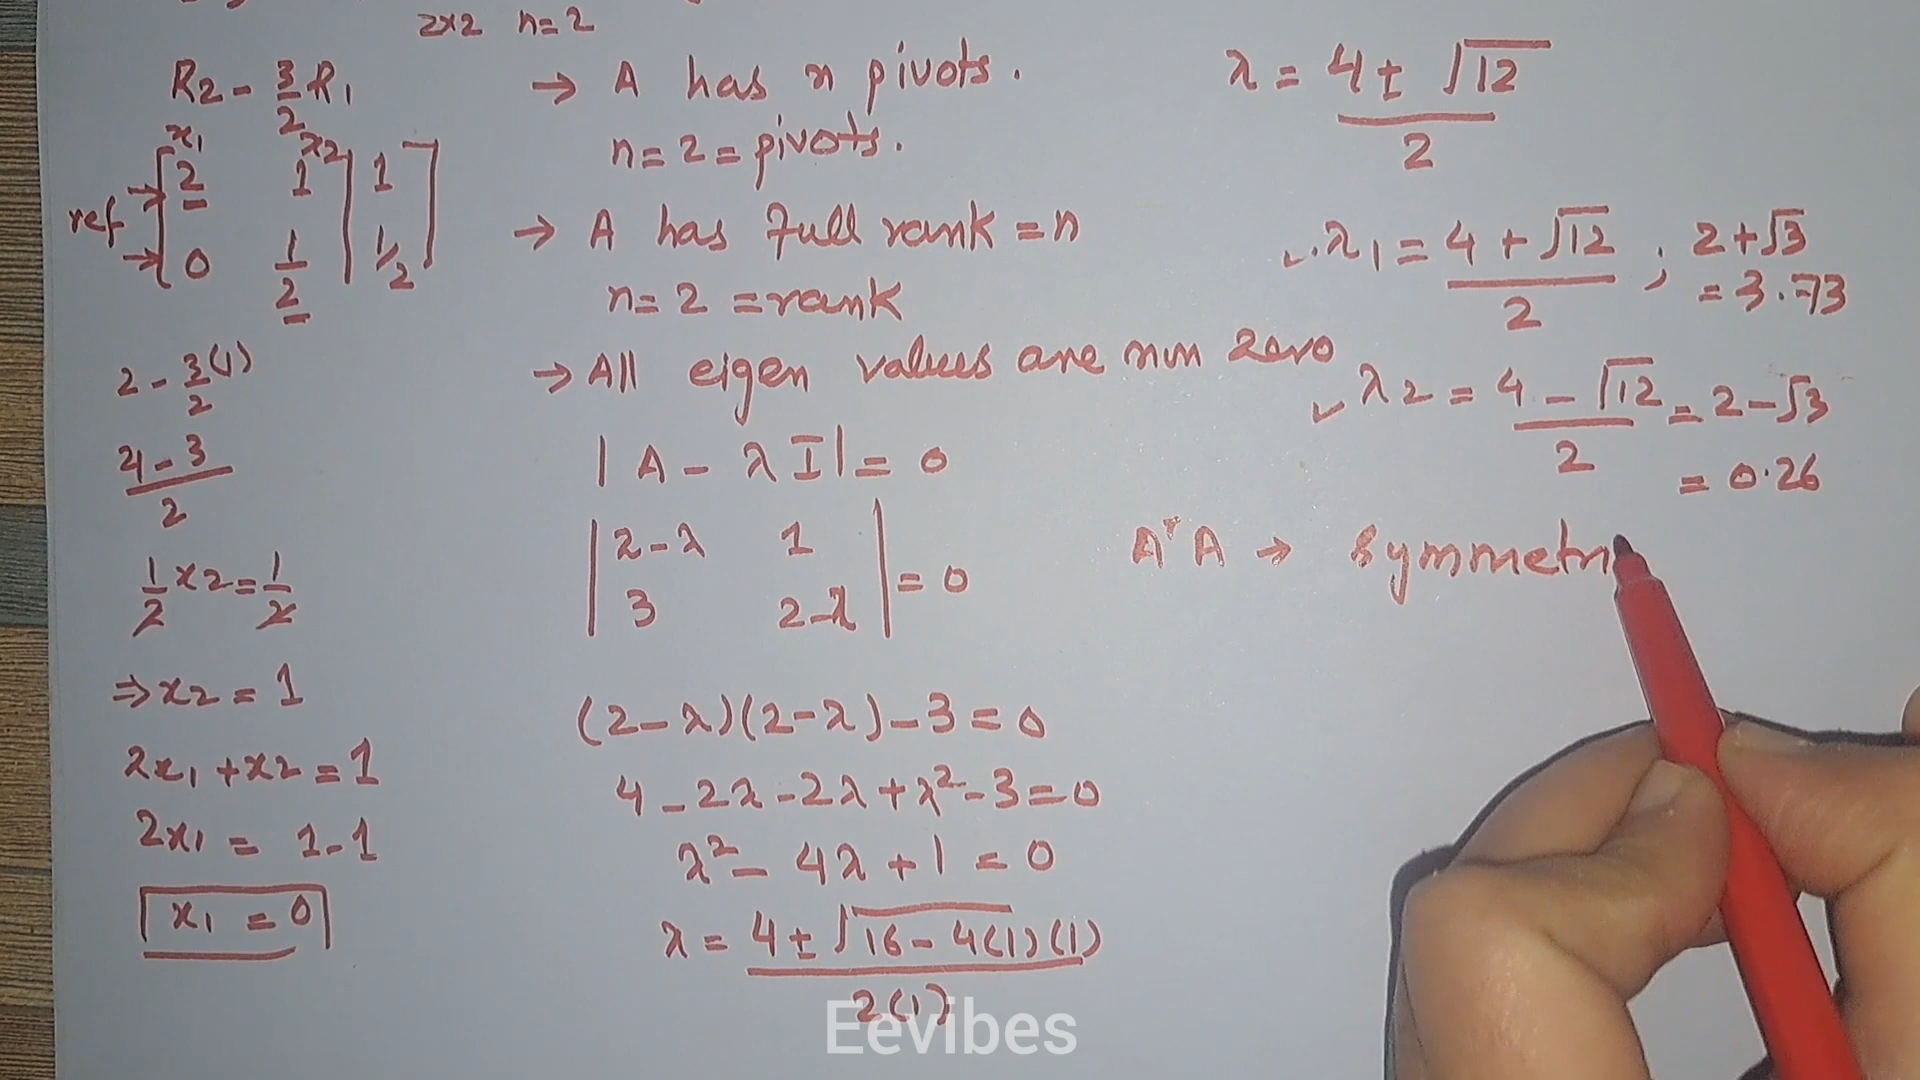 2x2 n=2
R2 - 3/2 R1
x1 x2
ref [ 2 1 | 1 ]
[ 0 1/2 | 1/2 ]
2 - 3/2 (1)
4-3/2
1/2 x2 = 1/2
⇒ x2 = 1
2x1 + x2 = 1
2x1 = 1-1
x1 = 0
→ A has n pivots.
n = 2 = pivots.
→ A has full rank = n
n = 2 = rank
→ All eigen values are non zero
|A - λI| = 0
| 2-λ 1 |
| 3 2-λ | = 0
(2-λ)(2-λ) - 3 = 0
4 - 2λ - 2λ + λ² - 3 = 0
λ² - 4λ + 1 = 0
λ = 4 ± √16 - 4(1)(1) / 2(1)
λ = 4 ± √12 / 2
✓ λ1 = 4 + √12 / 2 ; 2+√3
= 3.73
✓ λ2 = 4 - √12 / 2 = 2-√3
= 0.26
AᵀA → symmetri
Eevibes